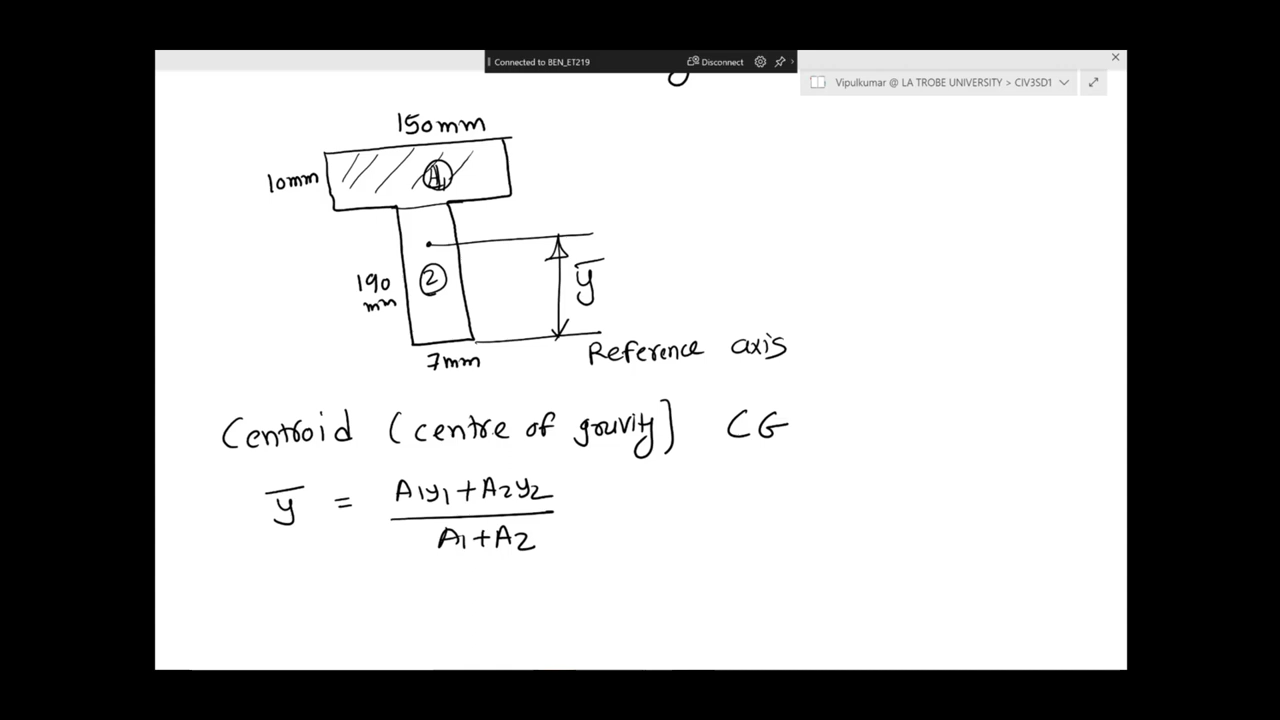 Connected to BEN_ET219 Disconnect
Vipulkumar @ LA TROBE UNIVERSITY > CIV3SD1
150mm
10mm
A1
190
mm
2
y̅
7mm
Reference axis
Centroid (centre of gravity) CG
y̅ = A1y1+A2y2
A1+A2